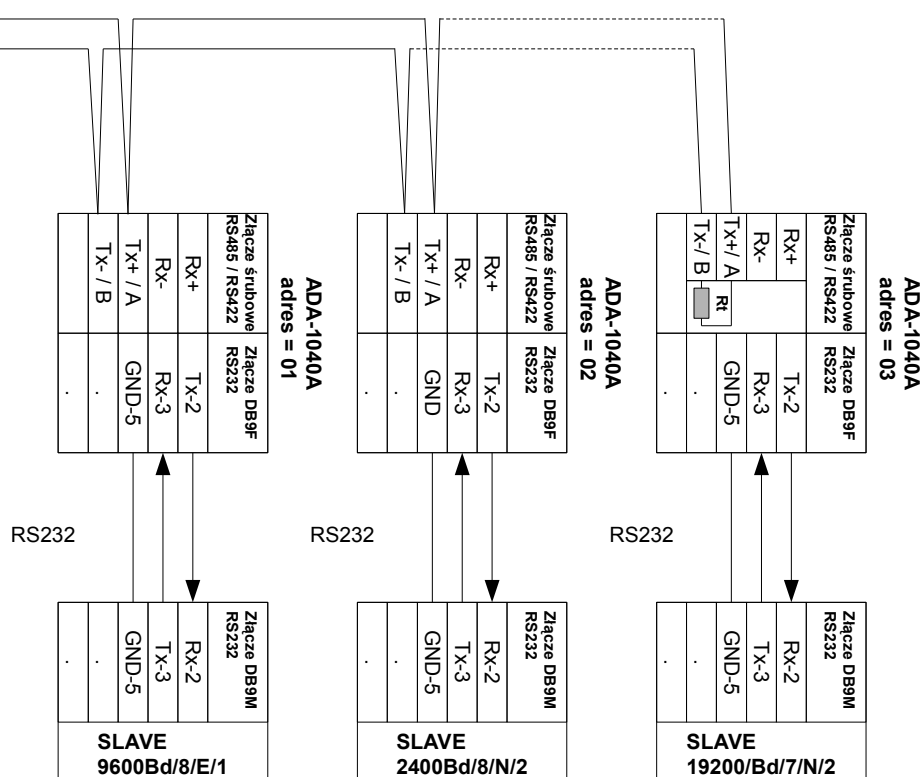 ADA-1040A
adres = 01
Złącze śrubowe
RS485 / RS422
Złącze DB9F
RS232
Rx+
Tx-2
Rx-
Rx-3
Tx+ / A
GND-5
Tx- / B
.
.
RS232
Złącze DB9M
RS232
Rx-2
Tx-3
GND-5
.
.
SLAVE
9600Bd/8/E/1
ADA-1040A
adres = 02
Złącze śrubowe
RS485 / RS422
Złącze DB9F
RS232
Rx+
Tx-2
Rx-
Rx-3
Tx+ / A
GND
Tx- / B
.
.
RS232
Złącze DB9M
RS232
Rx-2
Tx-3
GND-5
.
.
SLAVE
2400Bd/8/N/2
ADA-1040A
adres = 03
Złącze śrubowe
RS485 / RS422
Złącze DB9F
RS232
Rx+
Tx-2
Rx-
Rx-3
Tx+/ A
GND-5
Tx-/ B
Rt
.
.
RS232
Złącze DB9M
RS232
Rx-2
Tx-3
GND-5
.
.
SLAVE
19200/Bd/7/N/2